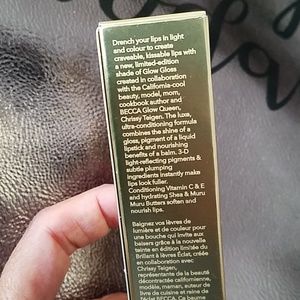 Drench your lips in light
and colour to create
craveable, kissable lips with
a new, limited-edition
shade of Glow Gloss
created in collaboration
with the California-cool
beauty, model, mom,
cookbook author and
BECCA Glow Queen,
Chrissy Teigen. The luxe,
ultra-conditioning formula
combines the shine of a
gloss, pigment of a liquid
lipstick and nourishing
benefits of a balm. 3-D
light-reflecting pigments &
subtle plumping
ingredients instantly make
lips look fuller.
Conditioning Vitamin C & E
and hydrating Shea & Muru
Muru Butters soften and
nourish lips.
Baignez vos lèvres de
lumière et de couleur pour
une bouche qui invite aux
baisers grâce à la nouvelle
teinte en édition limitée du
Brillant à lèvres Éclat, créée
en collaboration avec
Chrissy Teigen,
représentante de la beauté
décontractée californienne,
modèle, maman, auteur de
livre de cuisine et reine de
l'éclat BECCA. Ce baume